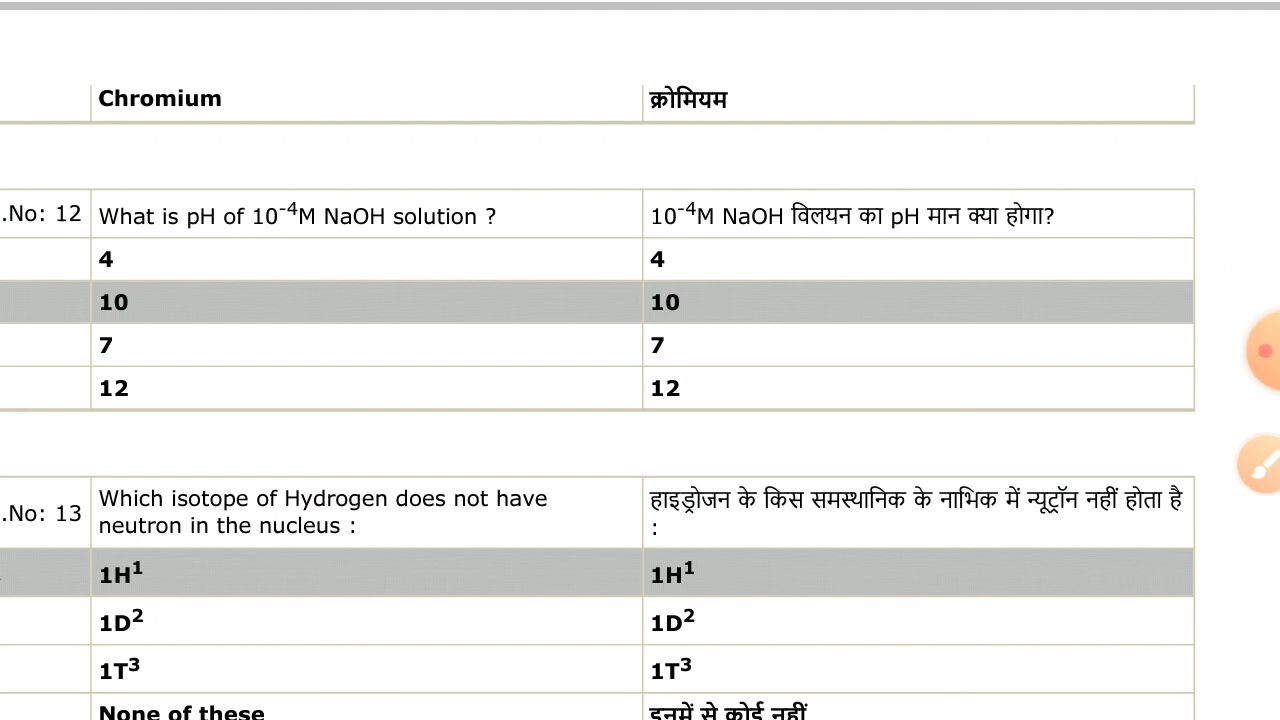 Chromium क्रोमियम
.No: 12 What is pH of 10⁻⁴M NaOH solution ? 10⁻⁴M NaOH विलयन का pH मान क्या होगा?
4 4
10 10
7 7
12 12
.No: 13 Which isotope of Hydrogen does not have neutron in the nucleus : हाइड्रोजन के किस समस्थानिक के नाभिक में न्यूट्रॉन नहीं होता है :
1H¹ 1H¹
1D² 1D²
1T³ 1T³
None of these इनमें से कोई नहीं